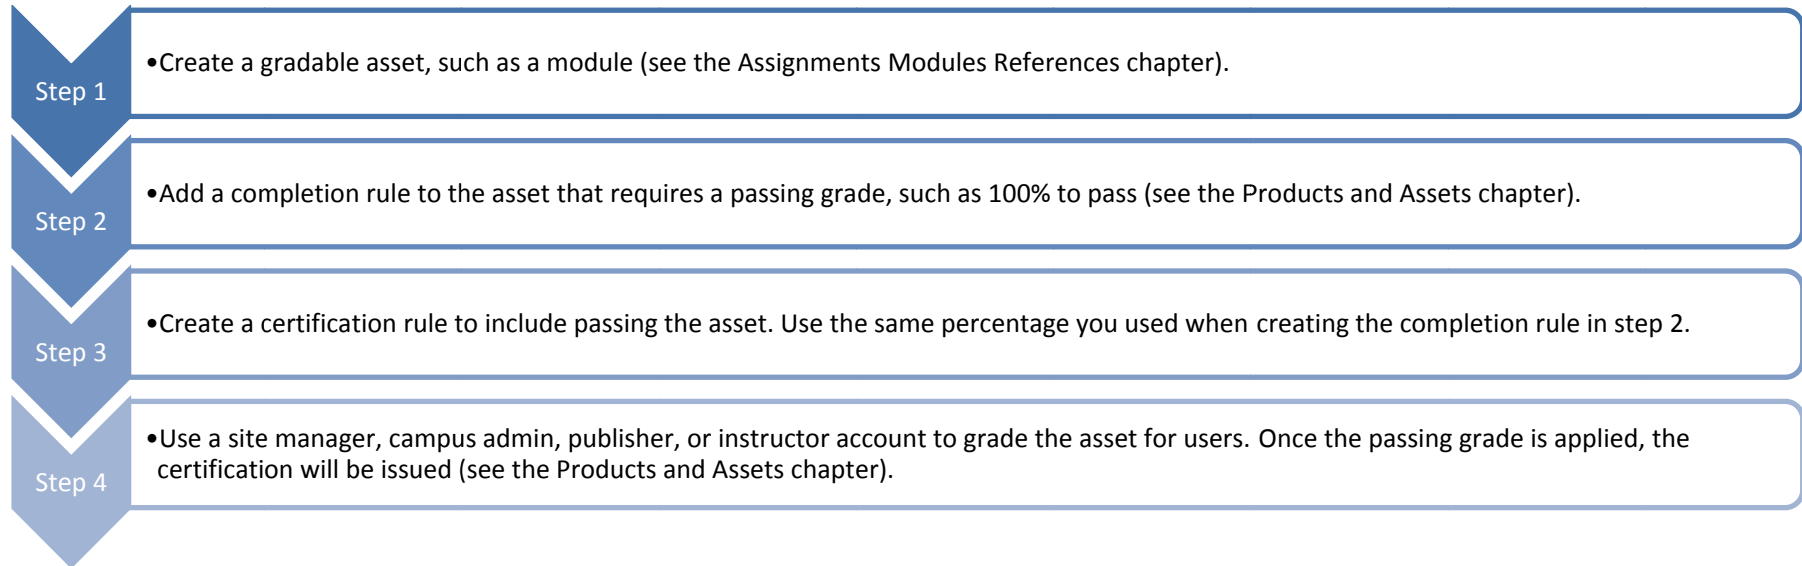 Step 1
•Create a gradable asset, such as a module (see the Assignments Modules References chapter).
Step 2
•Add a completion rule to the asset that requires a passing grade, such as 100% to pass (see the Products and Assets chapter).
Step 3
•Create a certification rule to include passing the asset. Use the same percentage you used when creating the completion rule in step 2.
Step 4
•Use a site manager, campus admin, publisher, or instructor account to grade the asset for users. Once the passing grade is applied, the
certification will be issued (see the Products and Assets chapter).